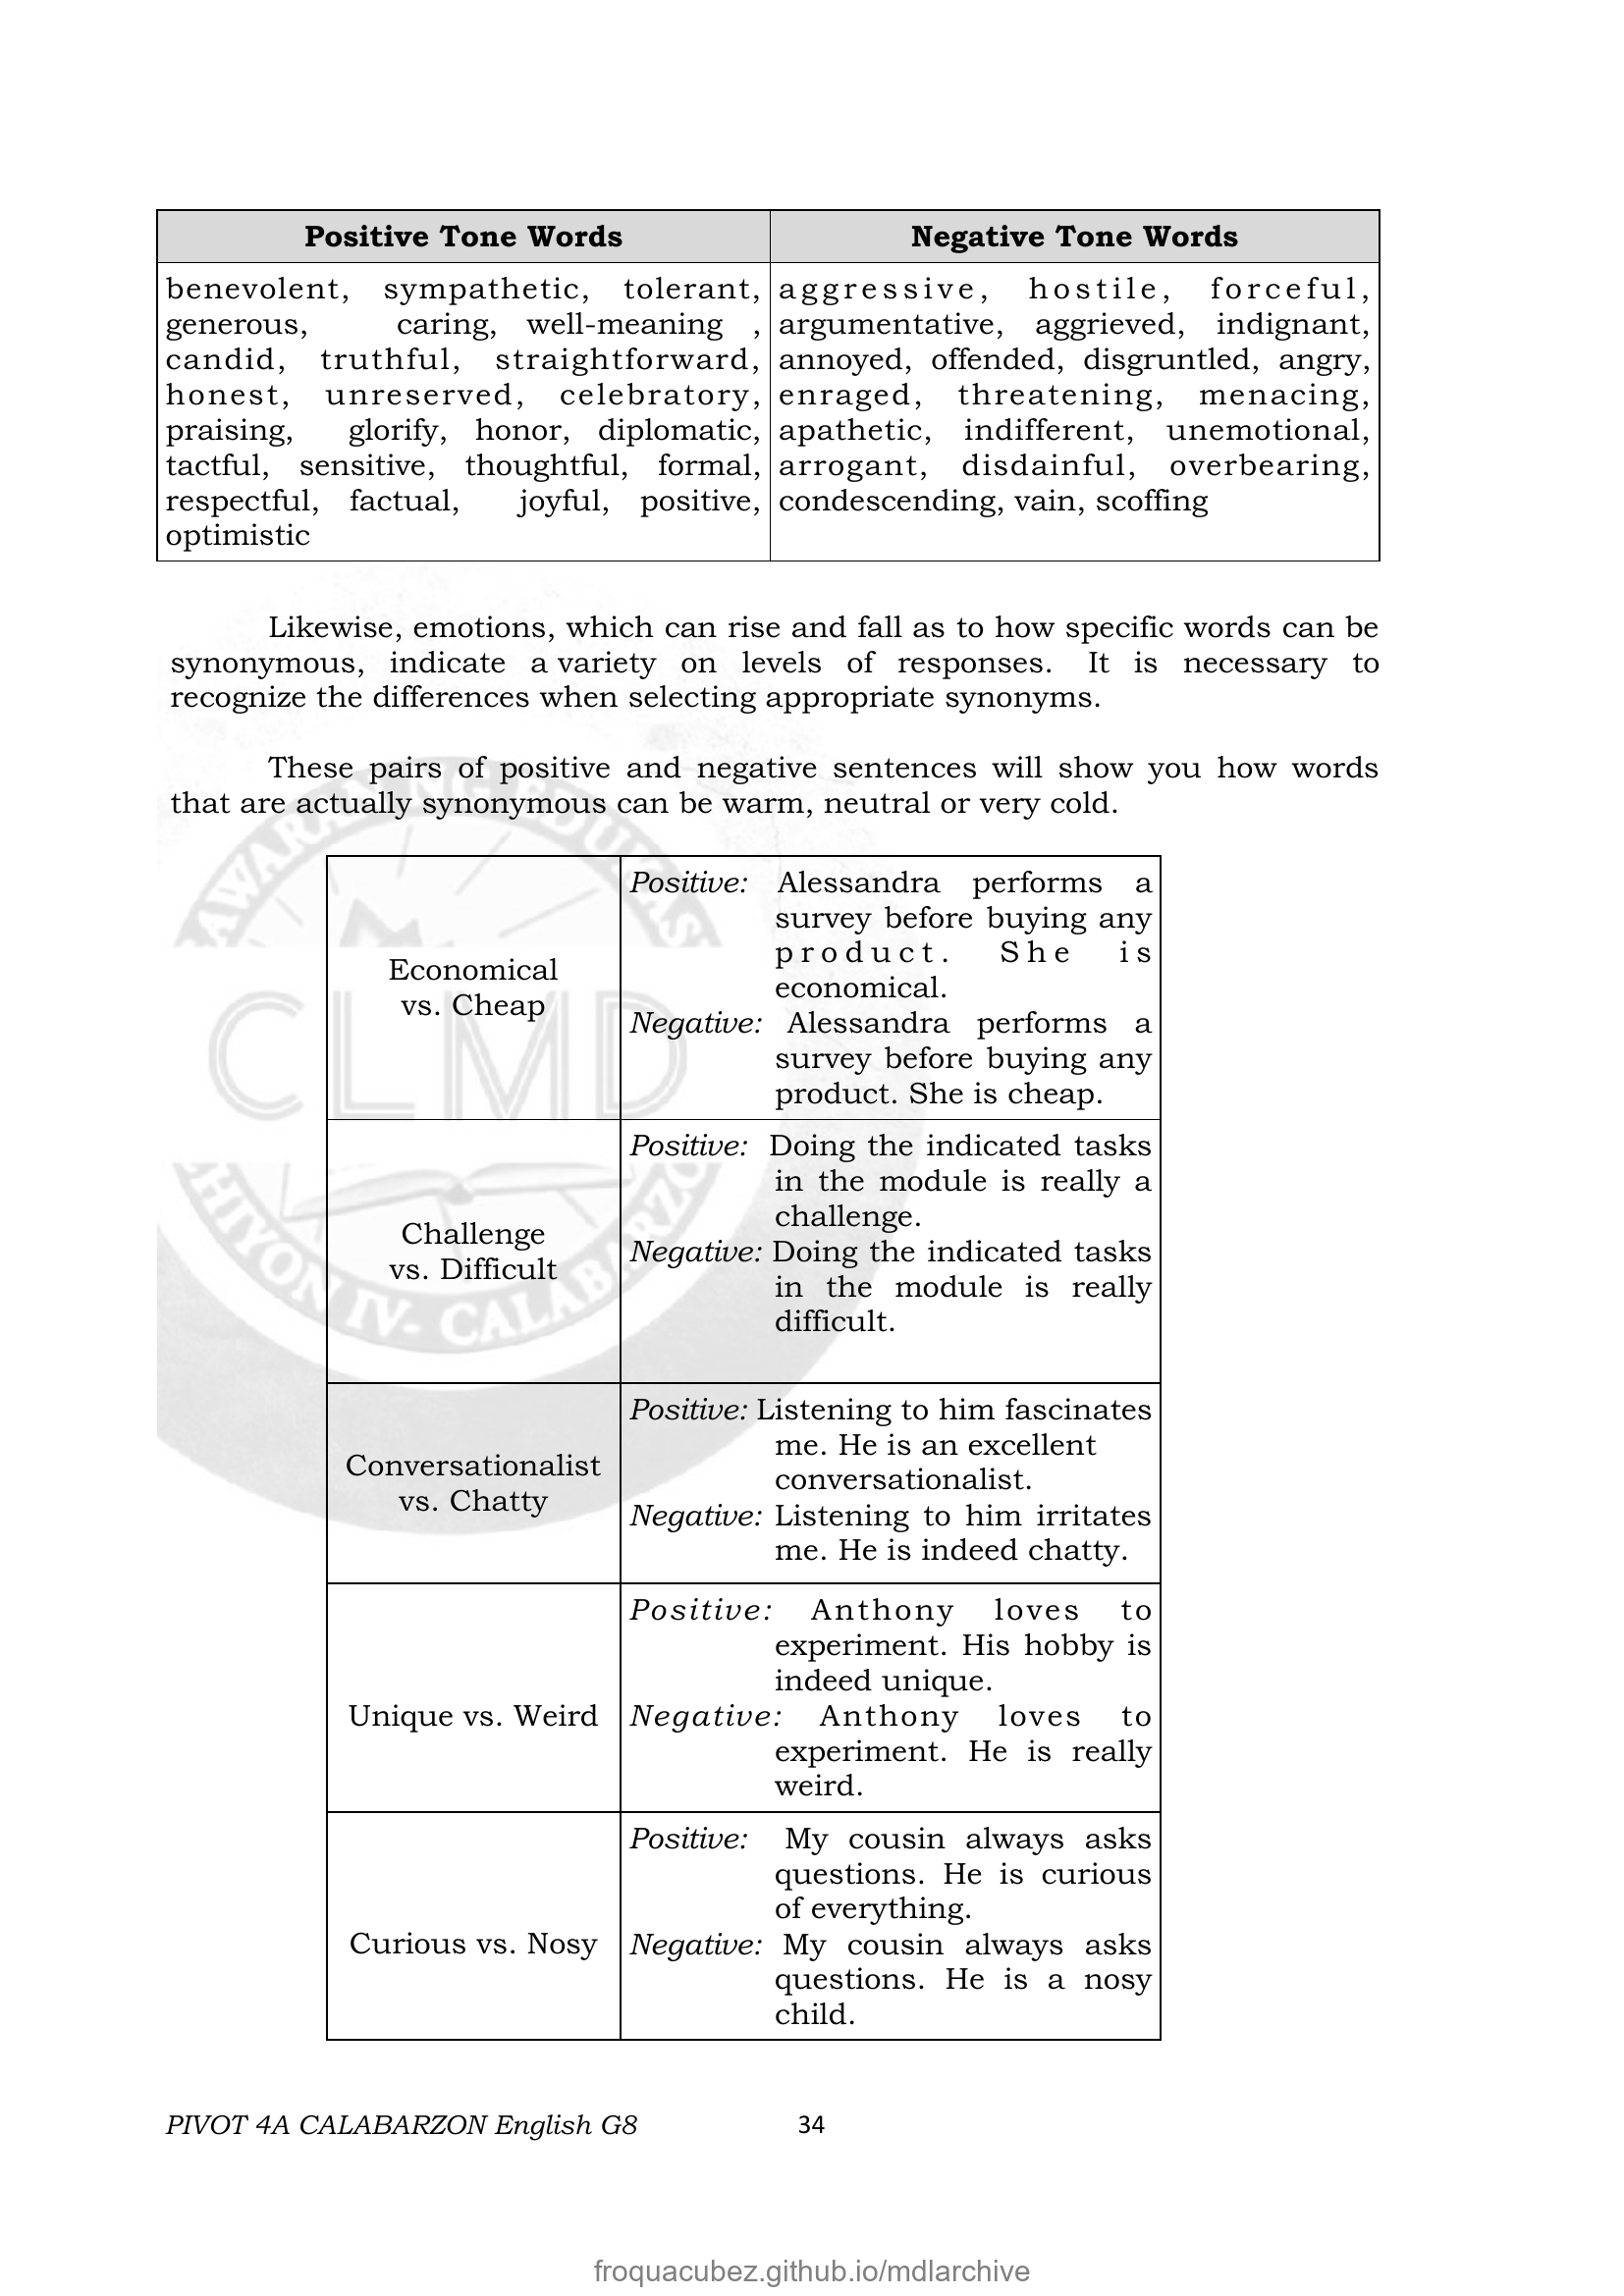 Positive Tone Words
Negative Tone Words
benevolent, sympathetic, tolerant,
generous, caring, well-meaning ,
candid, truthful, straightforward,
honest, unreserved, celebratory,
praising, glorify, honor, diplomatic,
tactful, sensitive, thoughtful, formal,
respectful, factual, joyful, positive,
optimistic
aggressive, hostile, forceful,
argumentative, aggrieved, indignant,
annoyed, offended, disgruntled, angry,
enraged, threatening, menacing,
apathetic, indifferent, unemotional,
arrogant, disdainful, overbearing,
condescending, vain, scoffing
Likewise, emotions, which can rise and fall as to how specific words can be
synonymous, indicate a variety on levels of responses. It is necessary to
recognize the differences when selecting appropriate synonyms.
These pairs of positive and negative sentences will show you how words
that are actually synonymous can be warm, neutral or very cold.
Economical
vs. Cheap
Positive: Alessandra performs a
survey before buying any
product. She is
economical.
Negative: Alessandra performs a
survey before buying any
product. She is cheap.
Challenge
vs. Difficult
Positive: Doing the indicated tasks
in the module is really a
challenge.
Negative: Doing the indicated tasks
in the module is really
difficult.
Conversationalist
vs. Chatty
Positive: Listening to him fascinates
me. He is an excellent
conversationalist.
Negative: Listening to him irritates
me. He is indeed chatty.
Unique vs. Weird
Positive: Anthony loves to
experiment. His hobby is
indeed unique.
Negative: Anthony loves to
experiment. He is really
weird.
Curious vs. Nosy
Positive: My cousin always asks
questions. He is curious
of everything.
Negative: My cousin always asks
questions. He is a nosy
child.
CLMD
IV- CALABARZO
PIVOT 4A CALABARZON English G8
34
froquacubez.github.io/mdlarchive